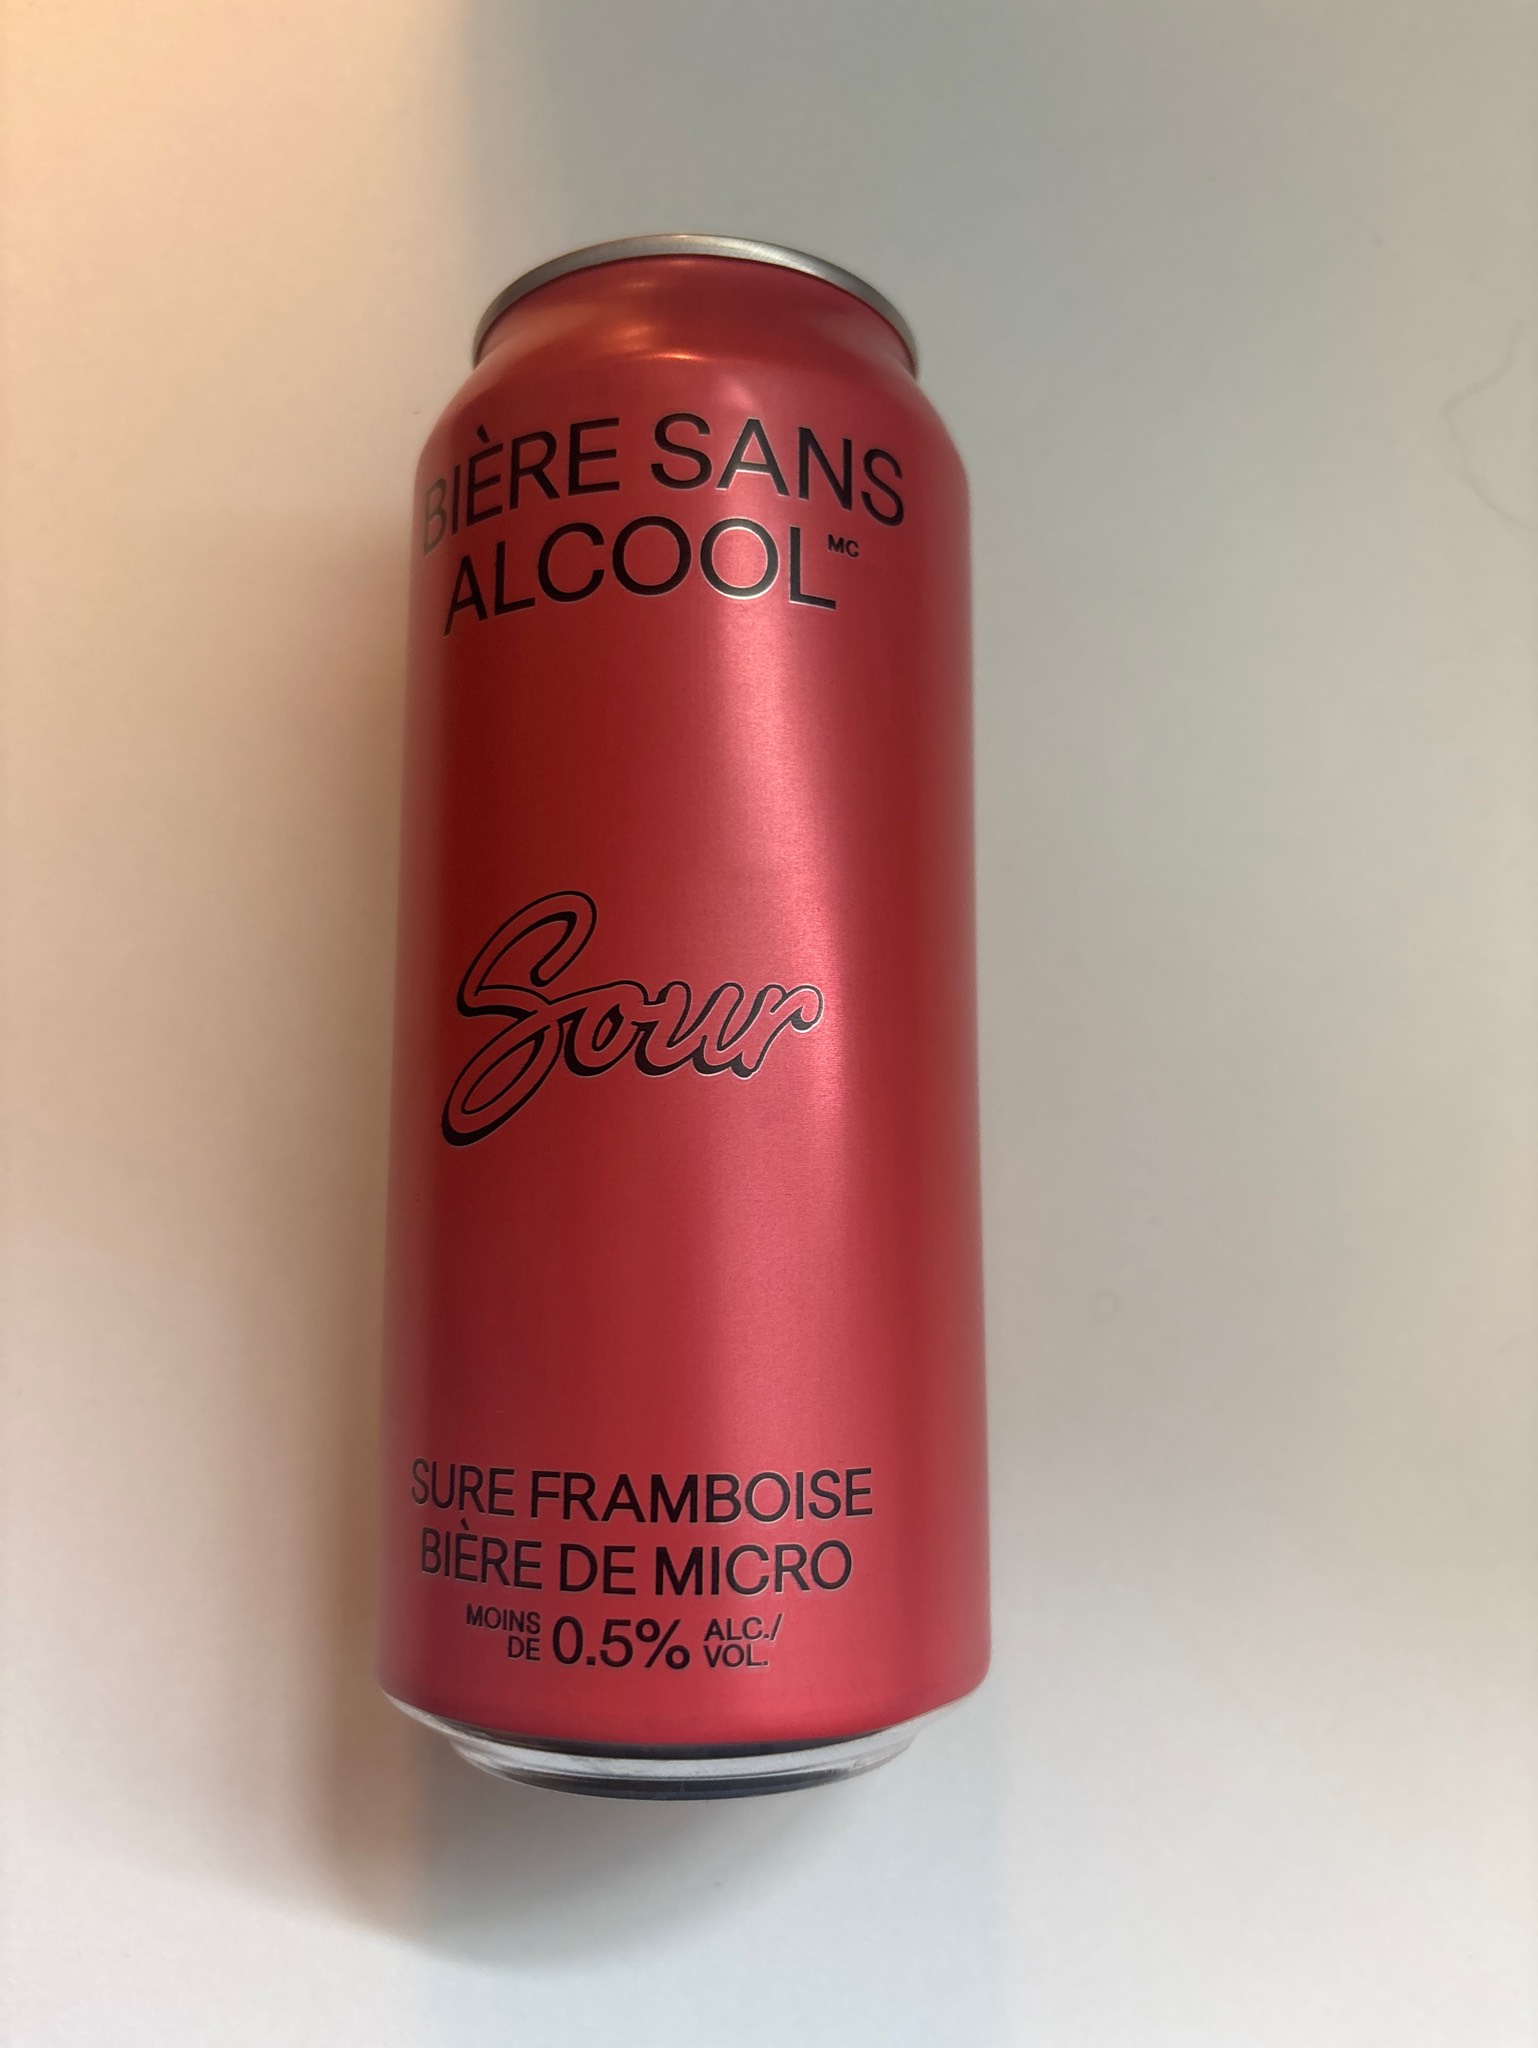 BIÈRE SANS
ALCOOL MC
Sour
SURE FRAMBOISE
BIÈRE DE MICRO
MOINS DE 0.5% ALC./VOL.